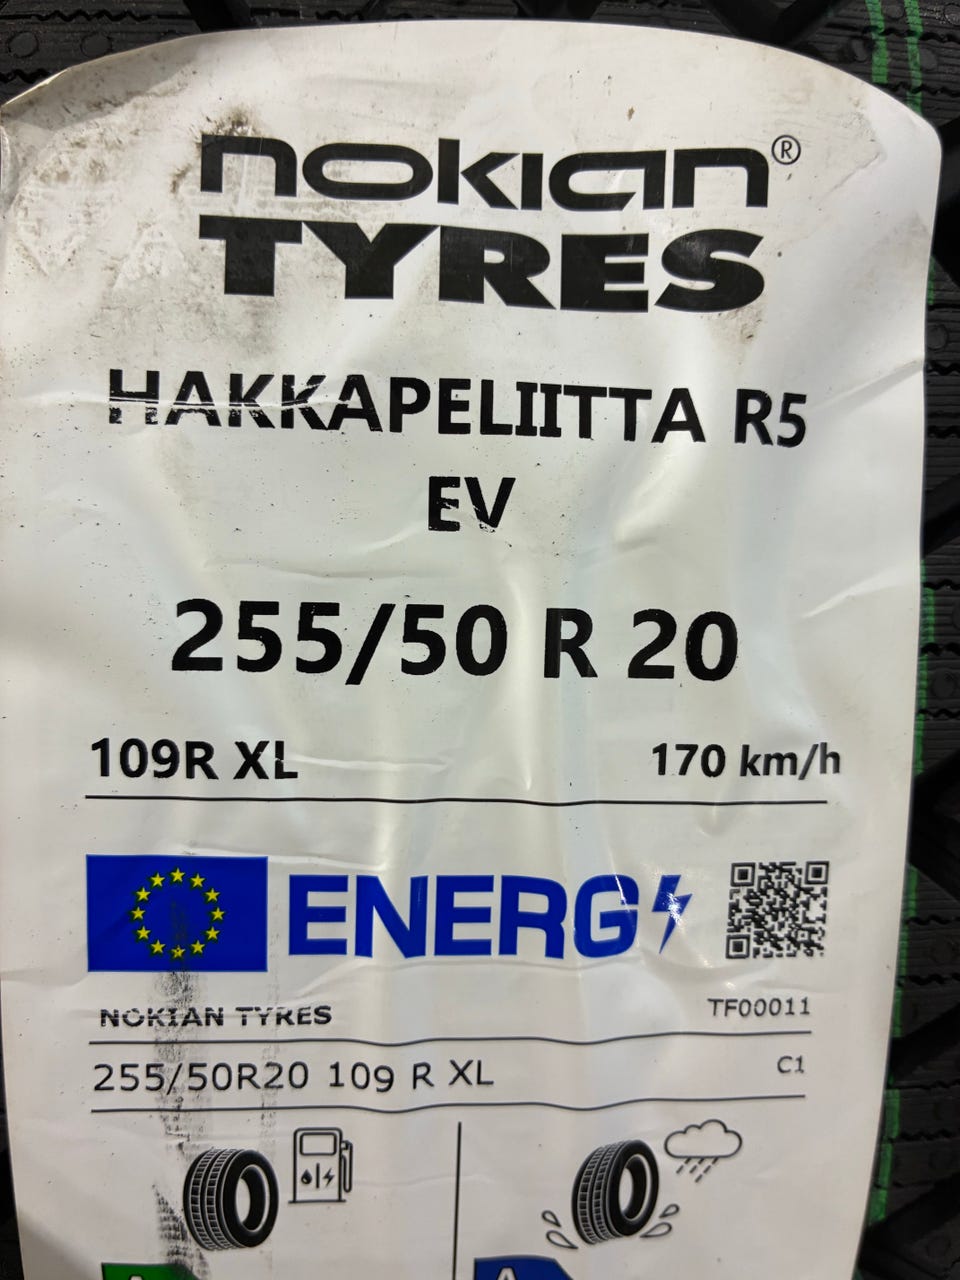 nokian®
TYRES
HAKKAPELIITTA R5
EV
255/50 R 20
109R XL 170 km/h
ENERG
NOKIAN TYRES TF00011
255/50R20 109 R XL C1
A A